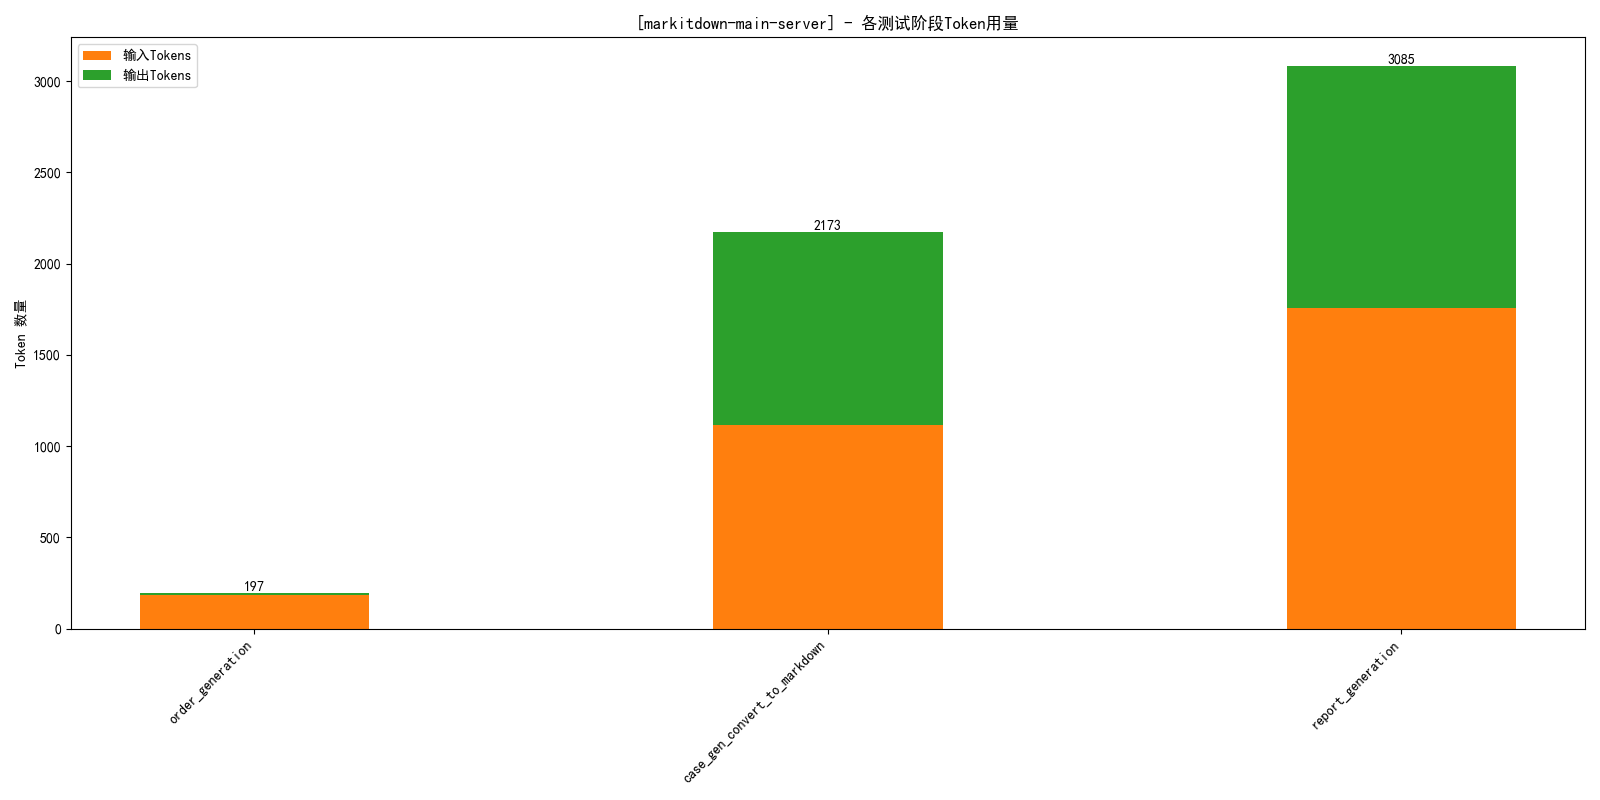 [markitdown-main-server] - 各测试阶段Token用量
输入Tokens
输出Tokens
Token 数量
3000
2500
2000
1500
1000
500
0
197
2173
3085
order_generation
case_gen_convert_to_markdown
report_generation